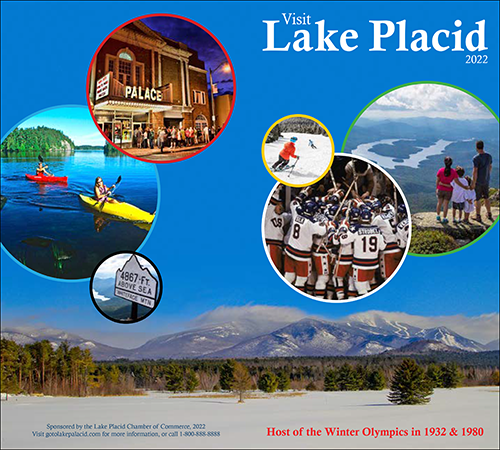 Visit
Lake Placid
2022
PALACE
4867 FT.
ABOVE SEA
WHITEFACE MTN
8
STROBEL
19
Sponsored by the Lake Placid Chamber of Commerce, 2022
Visit gotolakepalacid.com for more information, or call 1-800-888-8888
Host of the Winter Olympics in 1932 & 1980